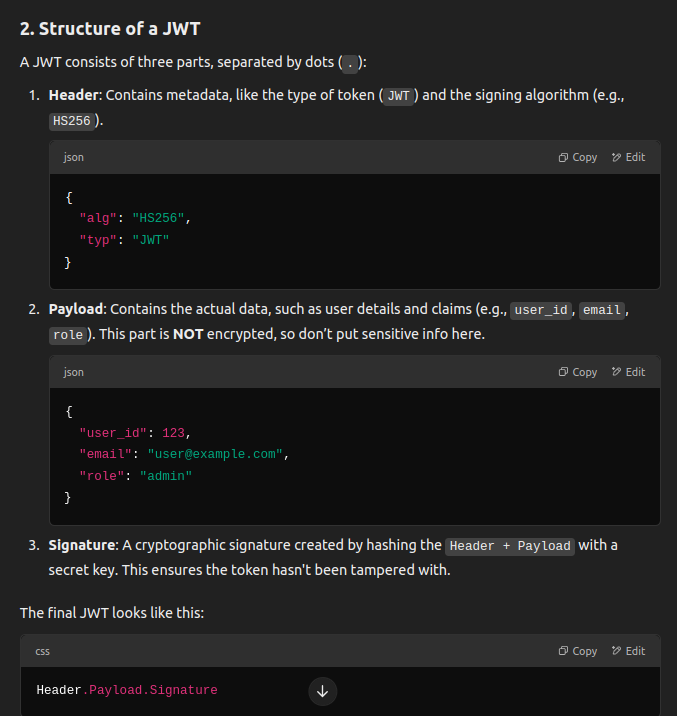 2. Structure of a JWT
A JWT consists of three parts, separated by dots (.):
1. Header: Contains metadata, like the type of token (JWT) and the signing algorithm (e.g.,
HS256).
json Copy Edit
{
"alg": "HS256",
"typ": "JWT"
}
2. Payload: Contains the actual data, such as user details and claims (e.g., user_id, email,
role). This part is NOT encrypted, so don’t put sensitive info here.
json Copy Edit
{
"user_id": 123,
"email": "user@example.com",
"role": "admin"
}
3. Signature: A cryptographic signature created by hashing the Header + Payload with a
secret key. This ensures the token hasn't been tampered with.
The final JWT looks like this:
css Copy Edit
Header.Payload.Signature